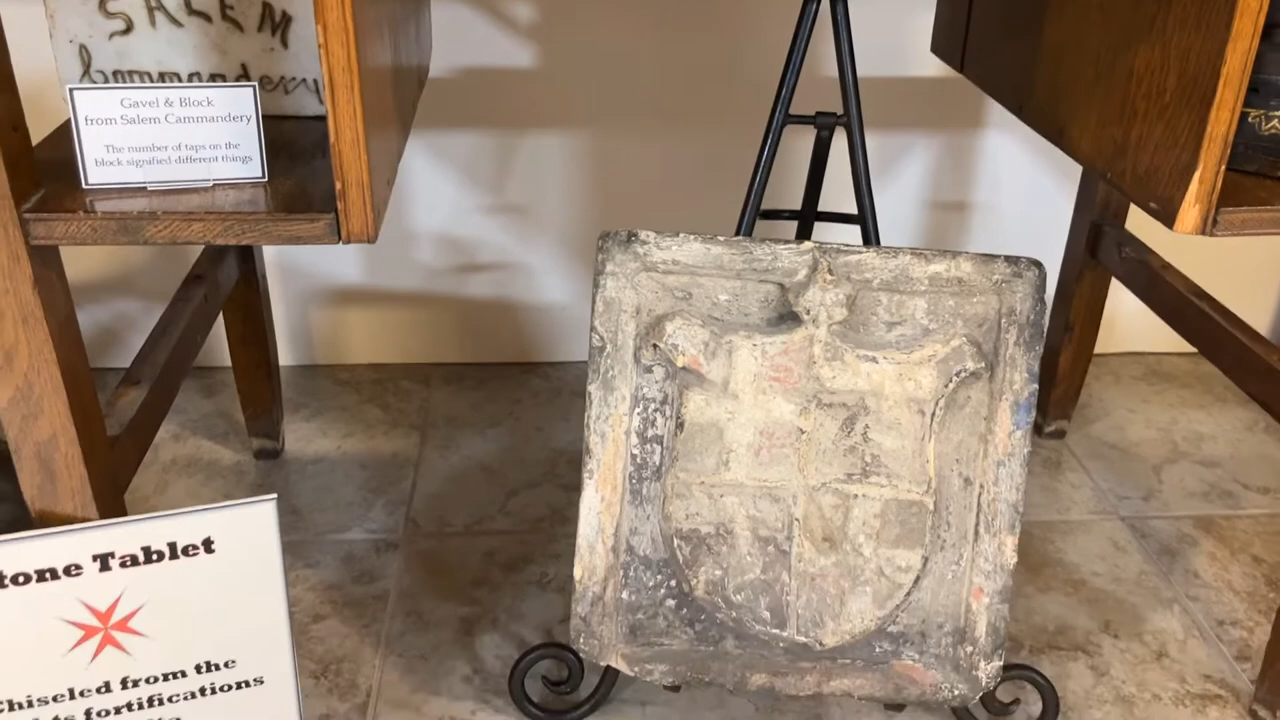 SALEM
Commandery
Gavel & Block
from Salem Cammandery
The number of taps on the
block signified different things
tone Tablet
Chiseled from the
ts fortifications